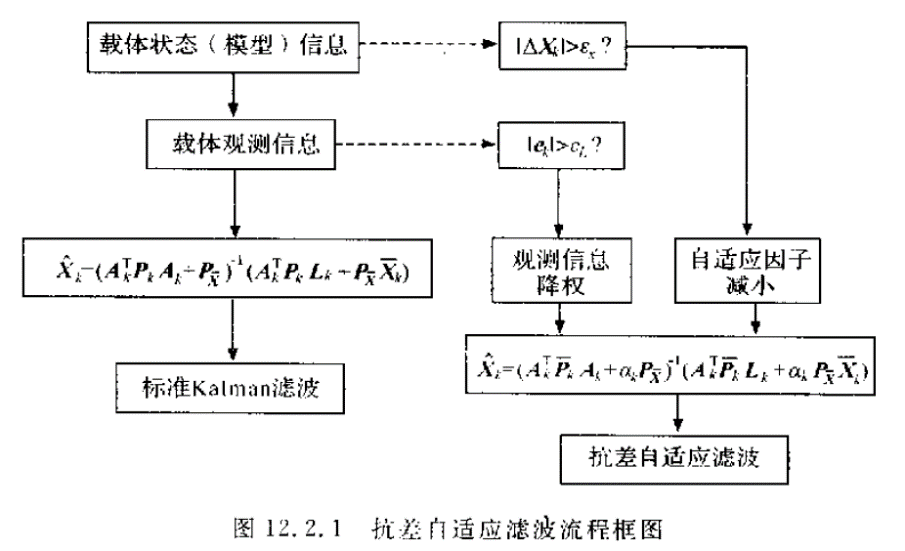 载体状态(模型)信息
|ΔX̂ₖ|>εₓ?
载体观测信息
|eₖ|>c_L?
X̂ₖ=(AₖᵀPₖAₖ+P_X̄)⁻¹(AₖᵀPₖLₖ+P_X̄X̄ₖ)
观测信息
降权
自适应因子
减小
标准Kalman滤波
X̂ₖ=(AₖᵀP̄ₖAₖ+αₖP_X̄)⁻¹(AₖᵀP̄ₖLₖ+αₖP_X̄X̄ₖ)
抗差自适应滤波
图 12.2.1 抗差自适应滤波流程框图